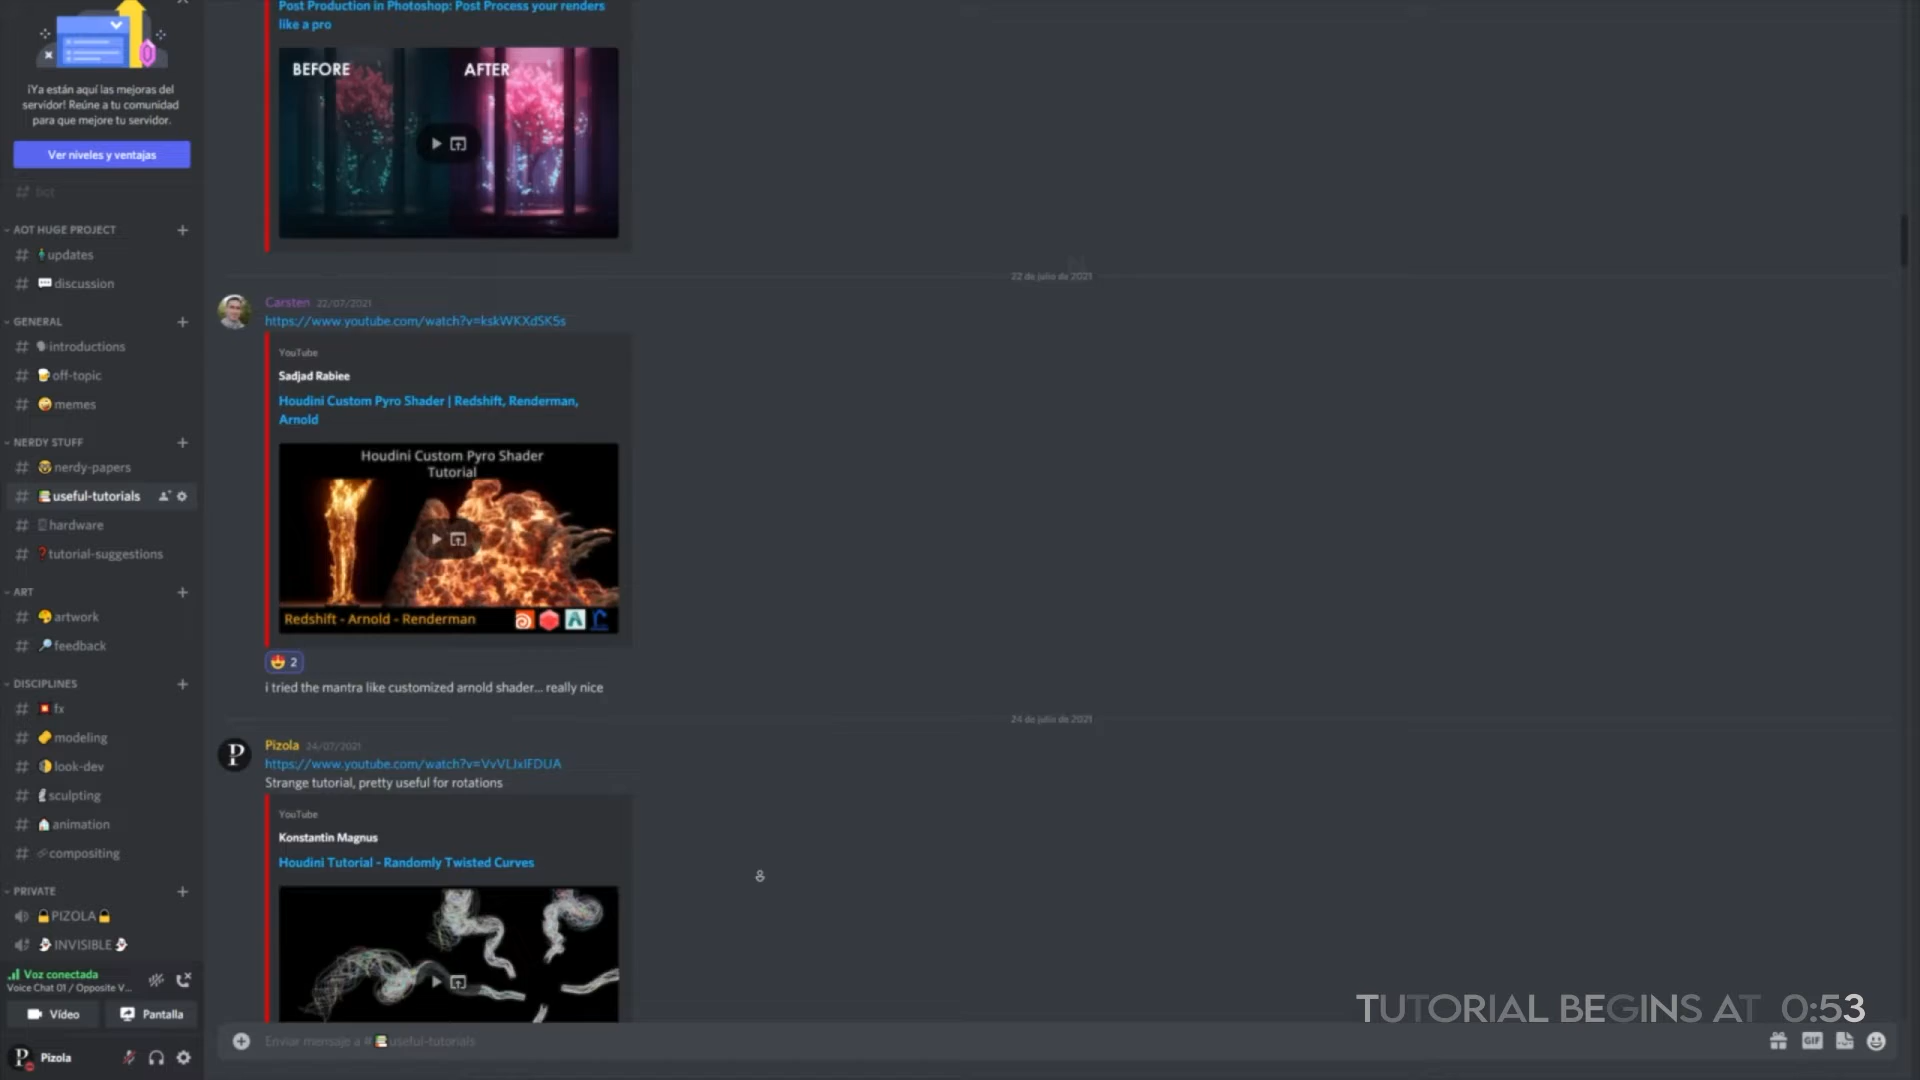 ¡Ya están aquí las mejoras del
servidor! Reúne a tu comunidad
para que mejore tu servidor.
Ver niveles y ventajas
bot
AOT HUGE PROJECT
updates
discussion
GENERAL
introductions
off-topic
memes
NERDY STUFF
nerdy-papers
useful-tutorials
hardware
tutorial-suggestions
ART
artwork
feedback
DISCIPLINES
fx
modeling
look-dev
sculpting
animation
compositing
PRIVATE
PIZOLA
INVISIBLE
Voz conectada
Voice Chat 01 / Opposite V...
Vídeo Pantalla
Pizola
Post Production in Photoshop: Post Process your renders
like a pro
BEFORE AFTER
22 de julio de 2021
Carsten 22/07/2021
https://www.youtube.com/watch?v=kskWKXdSK5s
YouTube
Sadjad Rabiee
Houdini Custom Pyro Shader | Redshift, Renderman,
Arnold
Houdini Custom Pyro Shader
Tutorial
Redshift - Arnold - Renderman
2
i tried the mantra like customized arnold shader... really nice
24 de julio de 2021
Pizola 24/07/2021
https://www.youtube.com/watch?v=VvVLJxIFDUA
Strange tutorial, pretty useful for rotations
YouTube
Konstantin Magnus
Houdini Tutorial - Randomly Twisted Curves
Enviar mensaje a # useful-tutorials
GIF
TUTORIAL BEGINS AT 0:53